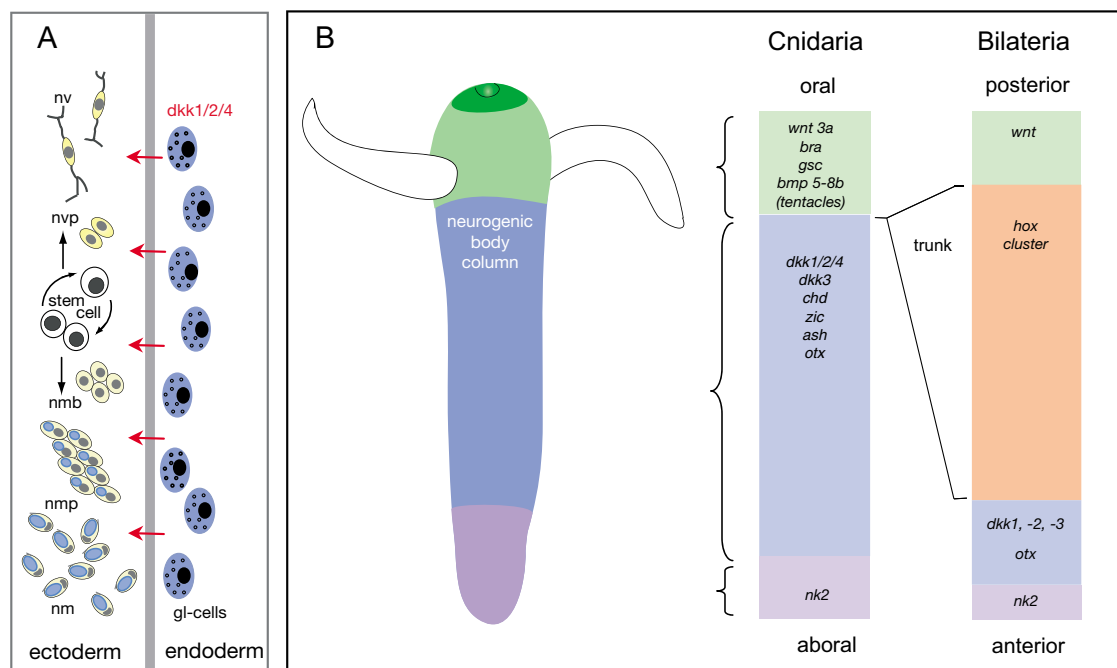 A
nv
dkk1/2/4
nvp
stem
cell
nmb
nmp
nm
gl-cells
ectoderm
endoderm
B
neurogenic
body
column
Cnidaria
oral
wnt 3a
bra
gsc
bmp 5-8b
(tentacles)
dkk1/2/4
dkk3
chd
zic
ash
otx
nk2
aboral
trunk
Bilateria
posterior
wnt
hox
cluster
dkk1, -2, -3
otx
nk2
anterior